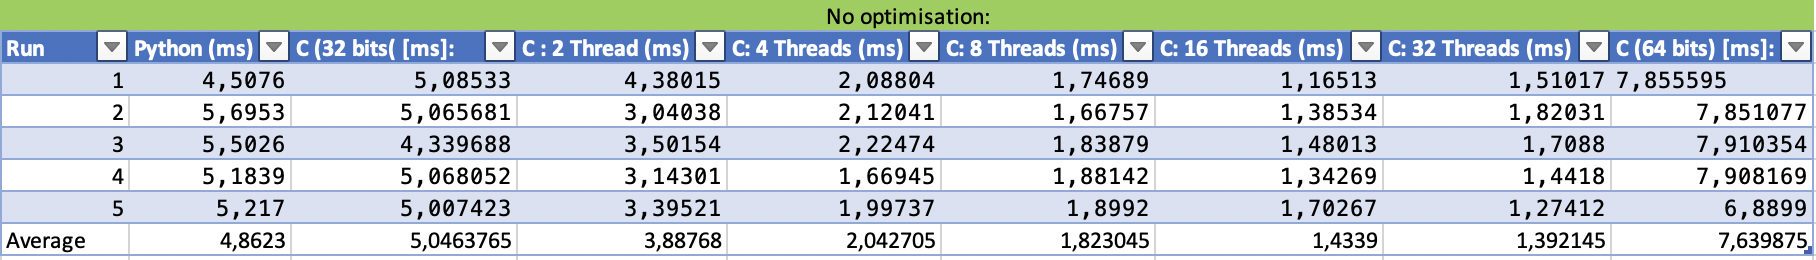 No optimisation:
Run Python (ms) C (32 bits( [ms]: C : 2 Thread (ms) C: 4 Threads (ms) C: 8 Threads (ms) C: 16 Threads (ms) C: 32 Threads (ms) C (64 bits) [ms]:
1 4,5076 5,08533 4,38015 2,08804 1,74689 1,16513 1,51017 7,855595
2 5,6953 5,065681 3,04038 2,12041 1,66757 1,38534 1,82031 7,851077
3 5,5026 4,339688 3,50154 2,22474 1,83879 1,48013 1,7088 7,910354
4 5,1839 5,068052 3,14301 1,66945 1,88142 1,34269 1,4418 7,908169
5 5,217 5,007423 3,39521 1,99737 1,8992 1,70267 1,27412 6,8899
Average 4,8623 5,0463765 3,88768 2,042705 1,823045 1,4339 1,392145 7,639875